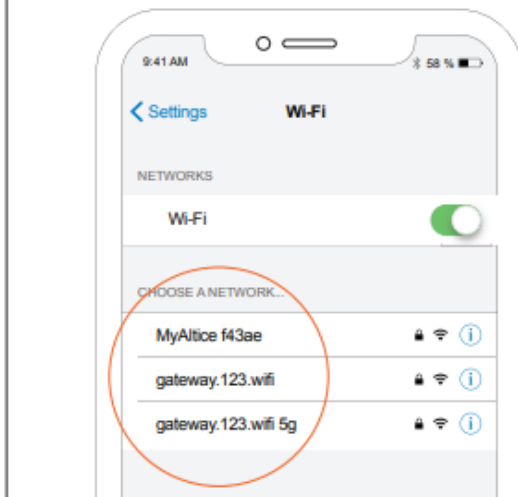 9:41 AM 58 %
Settings Wi-Fi
NETWORKS
Wi-Fi
CHOOSE A NETWORK...
MyAltice f43ae
gateway.123.wifi
gateway.123.wifi 5g